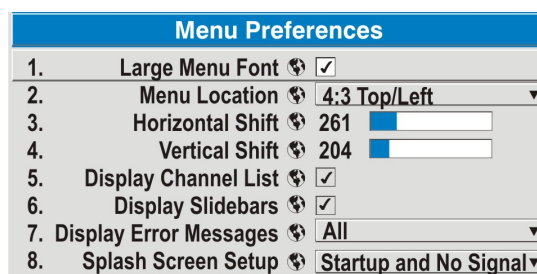 Menu Preferences
1. Large Menu Font
2. Menu Location 4:3 Top/Left
3. Horizontal Shift 261
4. Vertical Shift 204
5. Display Channel List
6. Display Slidebars
7. Display Error Messages All
8. Splash Screen Setup Startup and No Signal